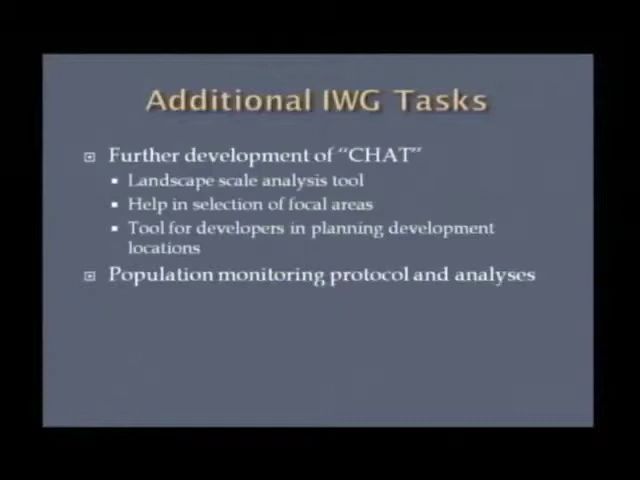 Additional IWG Tasks
Further development of "CHAT"
Landscape scale analysis tool
Help in selection of focal areas
Tool for developers in planning development
locations
Population monitoring protocol and analyses